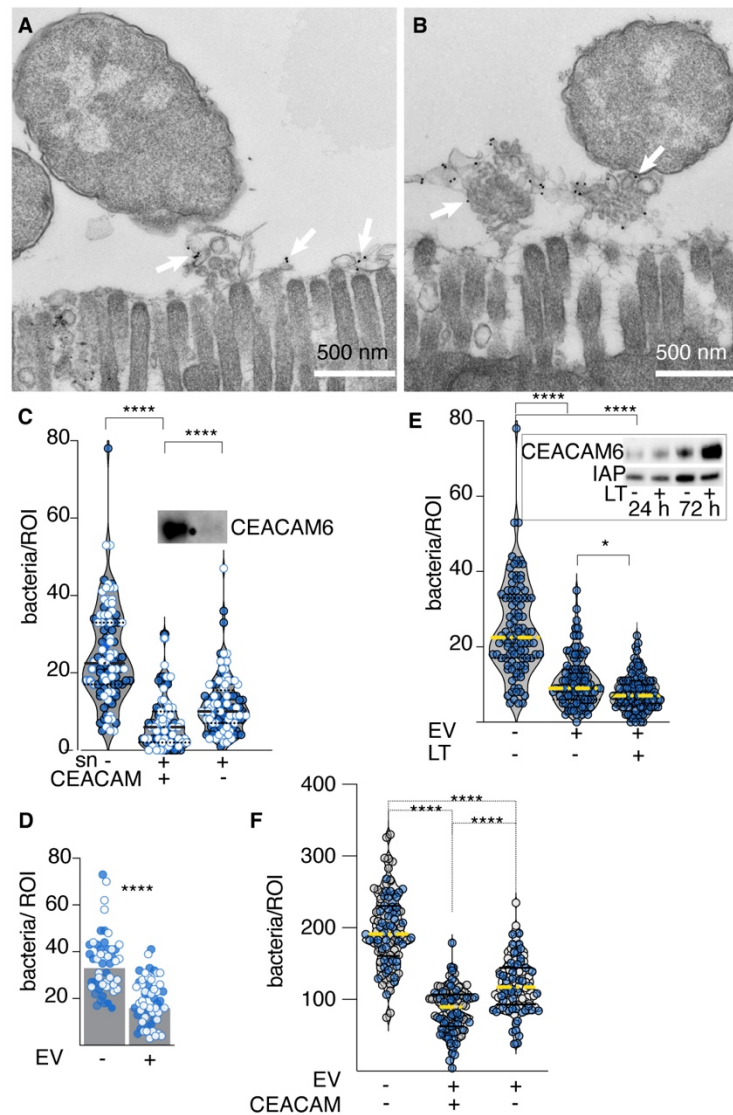 A
B
500 nm
500 nm
C
****
****
80
60
40
20
0
bacteria/ROI
CEACAM6
sn - + +
CEACAM + -
E
****
****
80
60
40
20
bacteria/ROI
CEACAM6
IAP
LT - + - +
24 h 72 h
*
EV - + +
LT - - +
D
80
60
40
20
bacteria/ ROI
****
EV - +
F
400
300
200
100
bacteria/ROI
****
****
****
EV - + +
CEACAM - + -